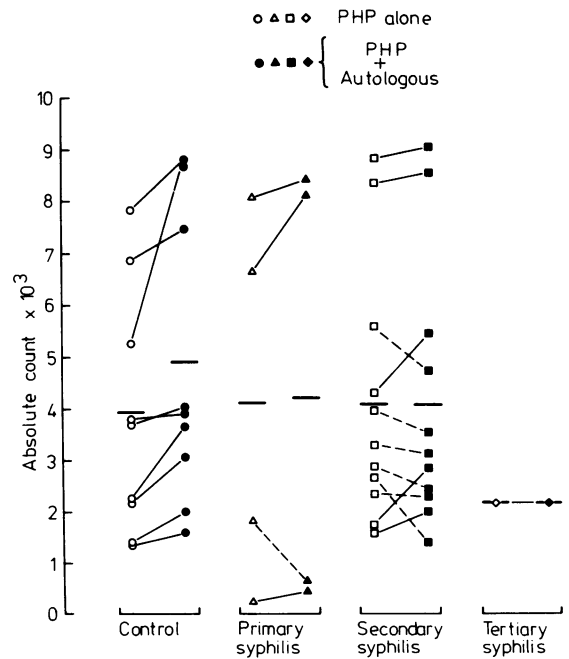 PHP alone
PHP
+
Autologous
10
9
8
7
6
5
4
3
2
1
0
Absolute count x 10³
Control
Primary
syphilis
Secondary
syphilis
Tertiary
syphilis